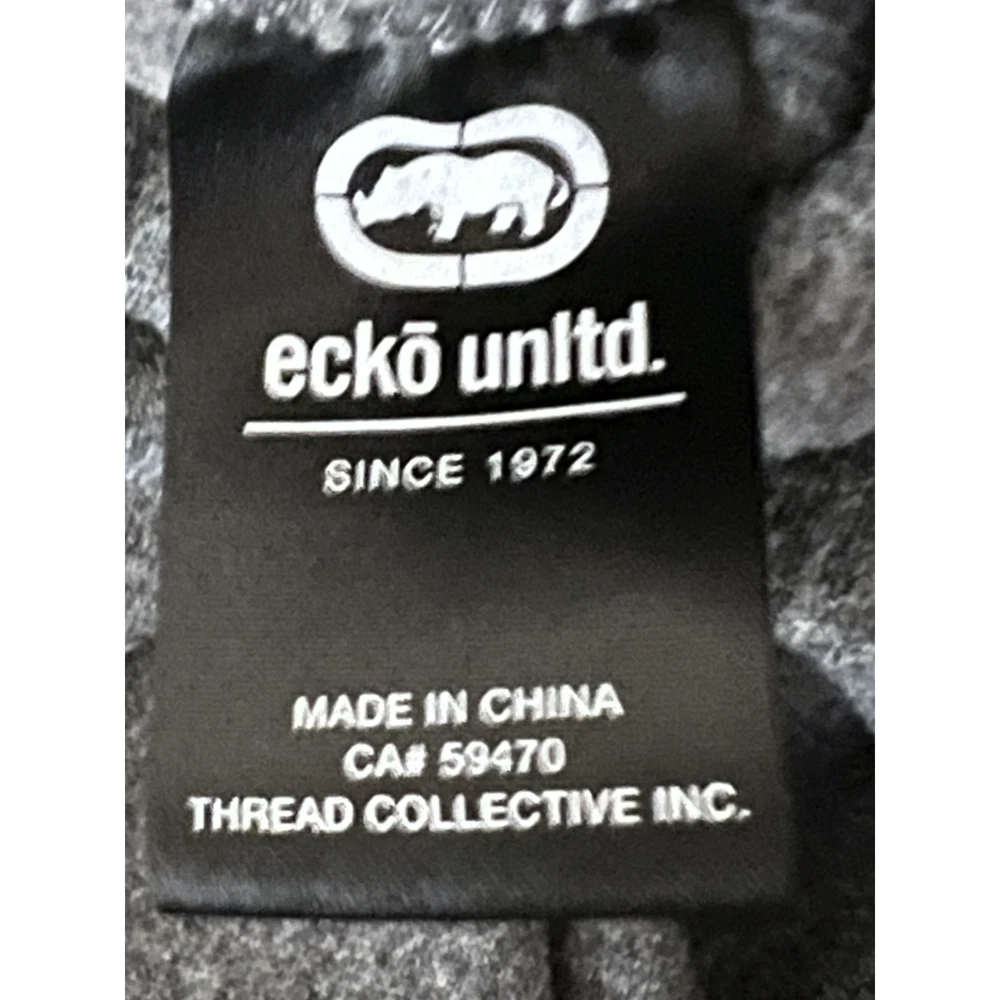 eckō unltd.
SINCE 1972
MADE IN CHINA
CA# 59470
THREAD COLLECTIVE INC.